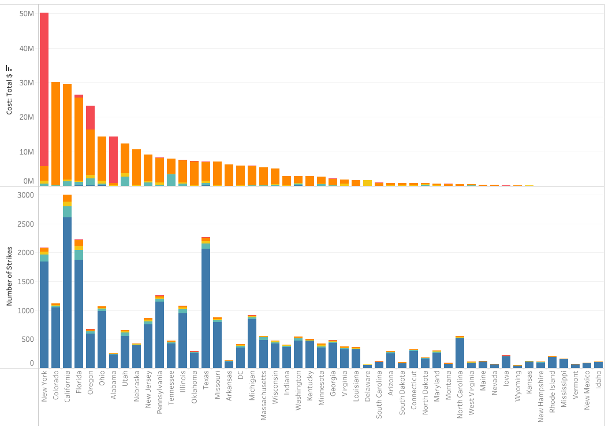 50M
40M
Cost: Total $
30M
20M
10M
0M
3000
2500
Number of Strikes
2000
1500
1000
500
0
New York
Colorado
California
Florida
Oregon
Ohio
Alabama
Utah
Nebraska
New Jersey
Pennsylvania
Tennessee
Illinois
Oklahoma
Texas
Missouri
Arkansas
DC
Michigan
Massachusetts
Wisconsin
Indiana
Washington
Kentucky
Minnesota
Georgia
Virginia
Louisiana
Delaware
South Carolina
Arizona
South Dakota
Connecticut
North Dakota
Maryland
Montana
North Carolina
West Virginia
Maine
Nevada
Iowa
Wyoming
Kansas
New Hampshire
Rhode Island
Mississippi
Vermont
New Mexico
Idaho